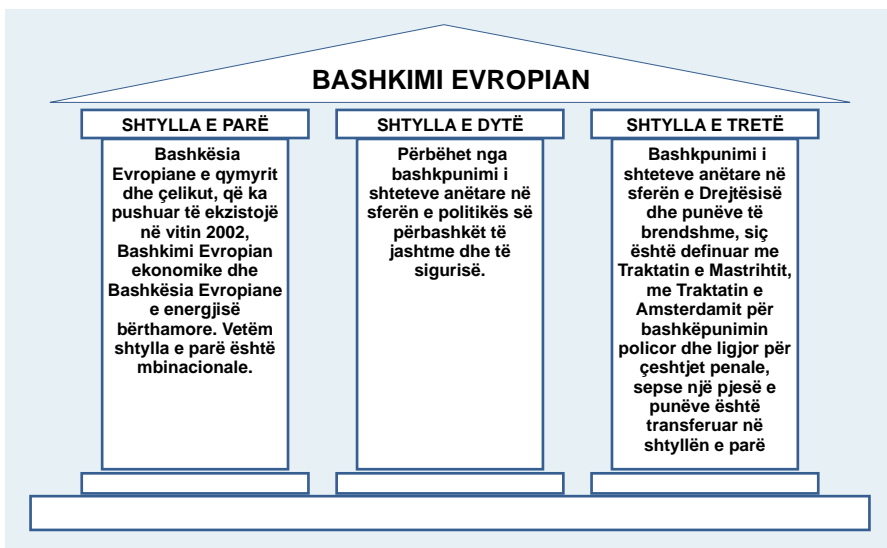 BASHKIMI EVROPIAN
SHTYLLA E PARË
Bashkësia
Evropiane e qymyrit
dhe çelikut, që ka
pushuar të ekzistojë
në vitin 2002,
Bashkimi Evropian
ekonomike dhe
Bashkësia Evropiane
e energjisë
bërthamore. Vetëm
shtylla e parë është
mbinacionale.
SHTYLLA E DYTË
Përbëhet nga
bashkpunimi i
shteteve anëtare në
sferën e politikës së
përbashkët të
jashtme dhe të
sigurisë.
SHTYLLA E TRETË
Bashkpunimi i
shteteve anëtare në
sferën e Drejtësisë
dhe punëve të
brendshme, siç
është definuar me
Traktatin e Mastrihtit,
me Traktatin e
Amsterdamit për
bashkëpunimin
policor dhe ligjor për
çeshtjet penale,
sepse një pjesë e
punëve është
transferuar në
shtyllën e parë